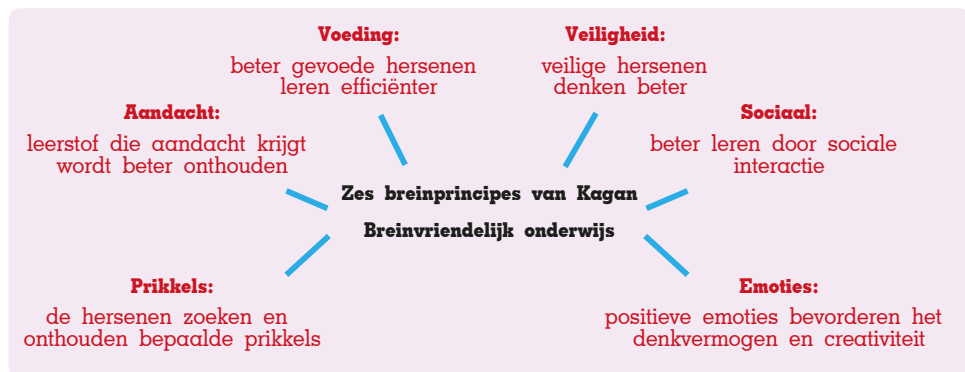 Voeding:
beter gevoede hersenen
leren efficiënter
Veiligheid:
veilige hersenen
denken beter
Aandacht:
leerstof die aandacht krijgt
wordt beter onthouden
Sociaal:
beter leren door sociale
interactie
Zes breinprincipes van Kagan
Breinvriendelijk onderwijs
Prikkels:
de hersenen zoeken en
onthouden bepaalde prikkels
Emoties:
positieve emoties bevorderen het
denkvermogen en creativiteit